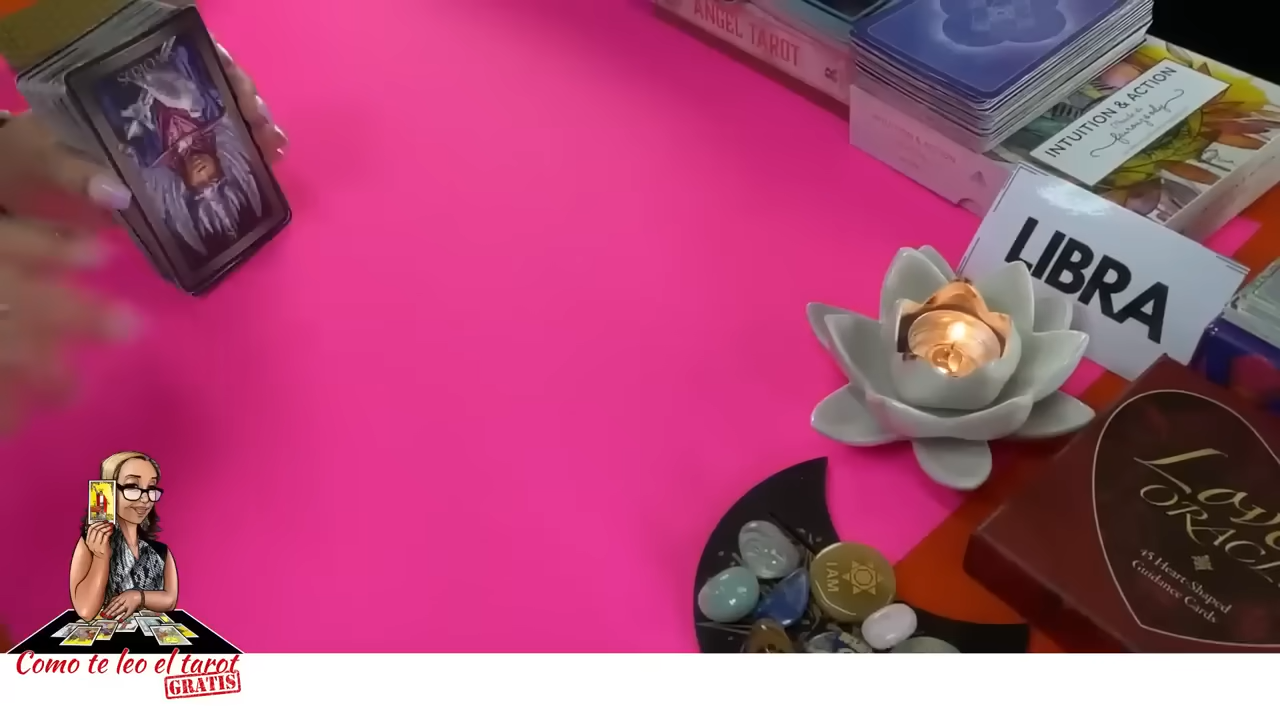 ANGEL TAROT
INTUITION & ACTION
LIBRA
Love
ORACLE
45 Heart-Shaped
Guidance Cards
I AM
Como te leo el tarot
GRATIS